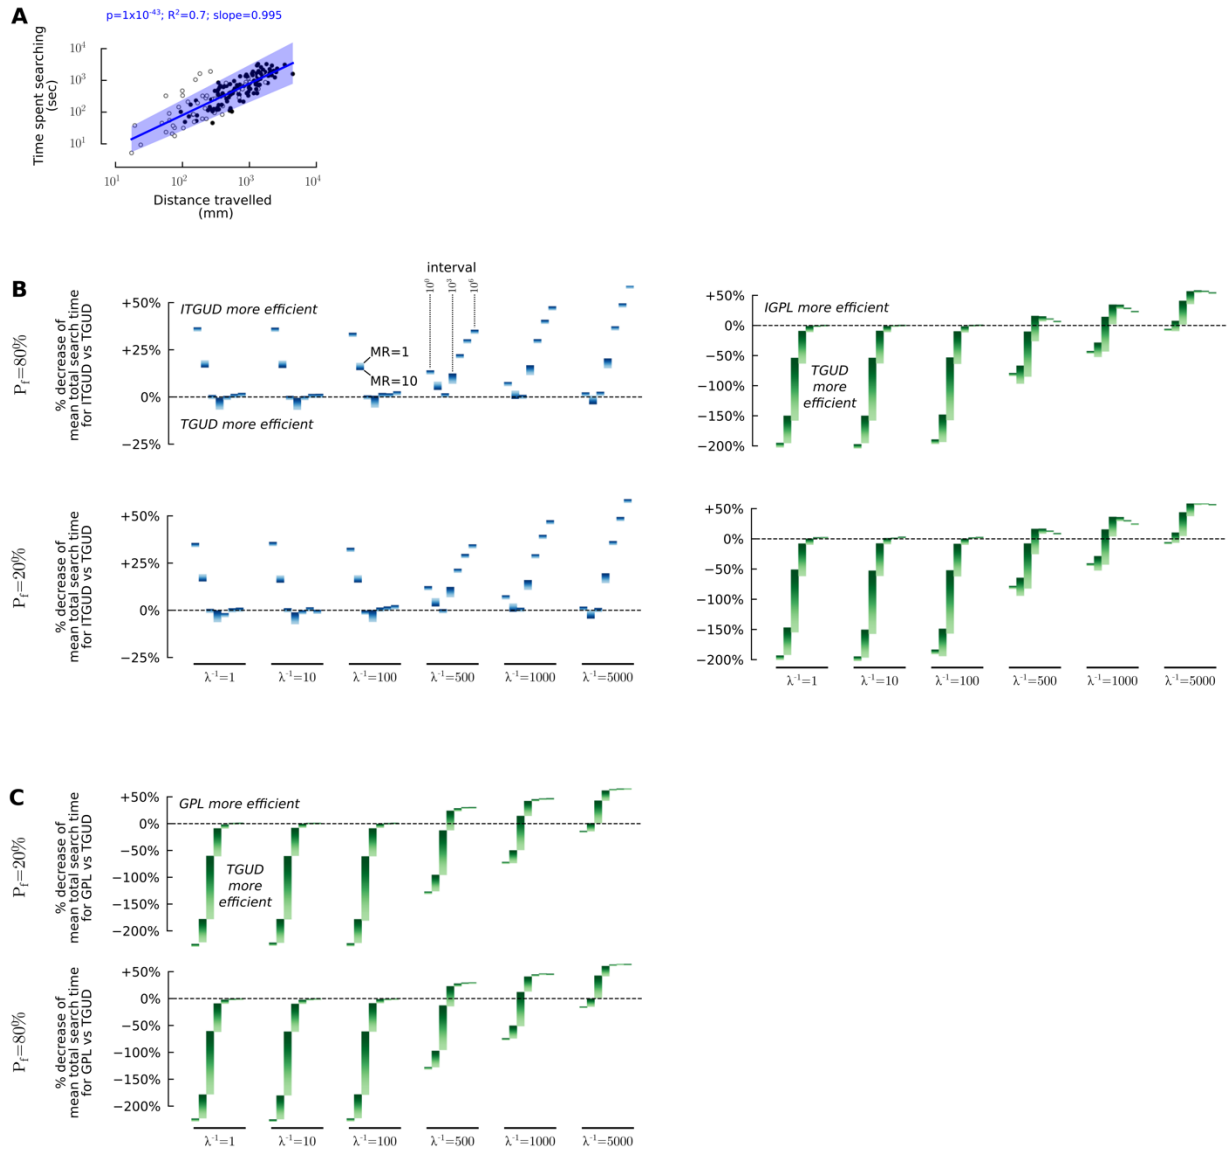 A
p=1x10⁻⁴³; R²=0.7; slope=0.995
Time spent searching
(sec)
10⁴
10³
10²
10¹
10¹ 10² 10³ 10⁴
Distance travelled
(mm)
B
P_f=80%
% decrease of
mean total search time
for ITGUD vs TGUD
+50%
+25%
0%
−25%
ITGUD more efficient
TGUD more efficient
MR=1
MR=10
interval
10⁰ 10³ 10⁶
+50%
0%
−50%
−100%
−150%
−200%
IGPL more efficient
TGUD
more
efficient
P_f=20%
% decrease of
mean total search time
for ITGUD vs TGUD
+50%
+25%
0%
−25%
λ⁻¹=1 λ⁻¹=10 λ⁻¹=100 λ⁻¹=500 λ⁻¹=1000 λ⁻¹=5000
+50%
0%
−50%
−100%
−150%
−200%
λ⁻¹=1 λ⁻¹=10 λ⁻¹=100 λ⁻¹=500 λ⁻¹=1000 λ⁻¹=5000
C
P_f=20%
% decrease of
mean total search time
for GPL vs TGUD
+50%
0%
−50%
−100%
−150%
−200%
GPL more efficient
TGUD
more
efficient
P_f=80%
% decrease of
mean total search time
for GPL vs TGUD
+50%
0%
−50%
−100%
−150%
−200%
λ⁻¹=1 λ⁻¹=10 λ⁻¹=100 λ⁻¹=500 λ⁻¹=1000 λ⁻¹=5000